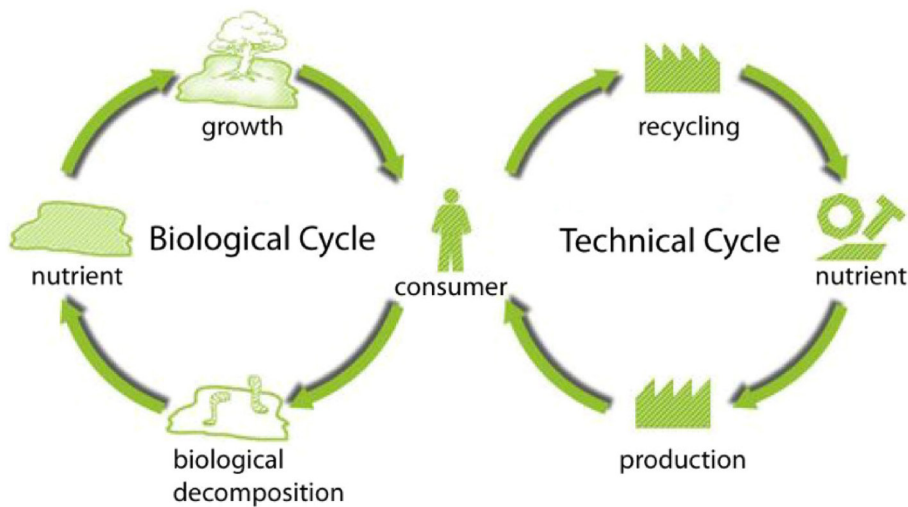 growth
recycling
Biological Cycle
Technical Cycle
nutrient
consumer
nutrient
biological
decomposition
production